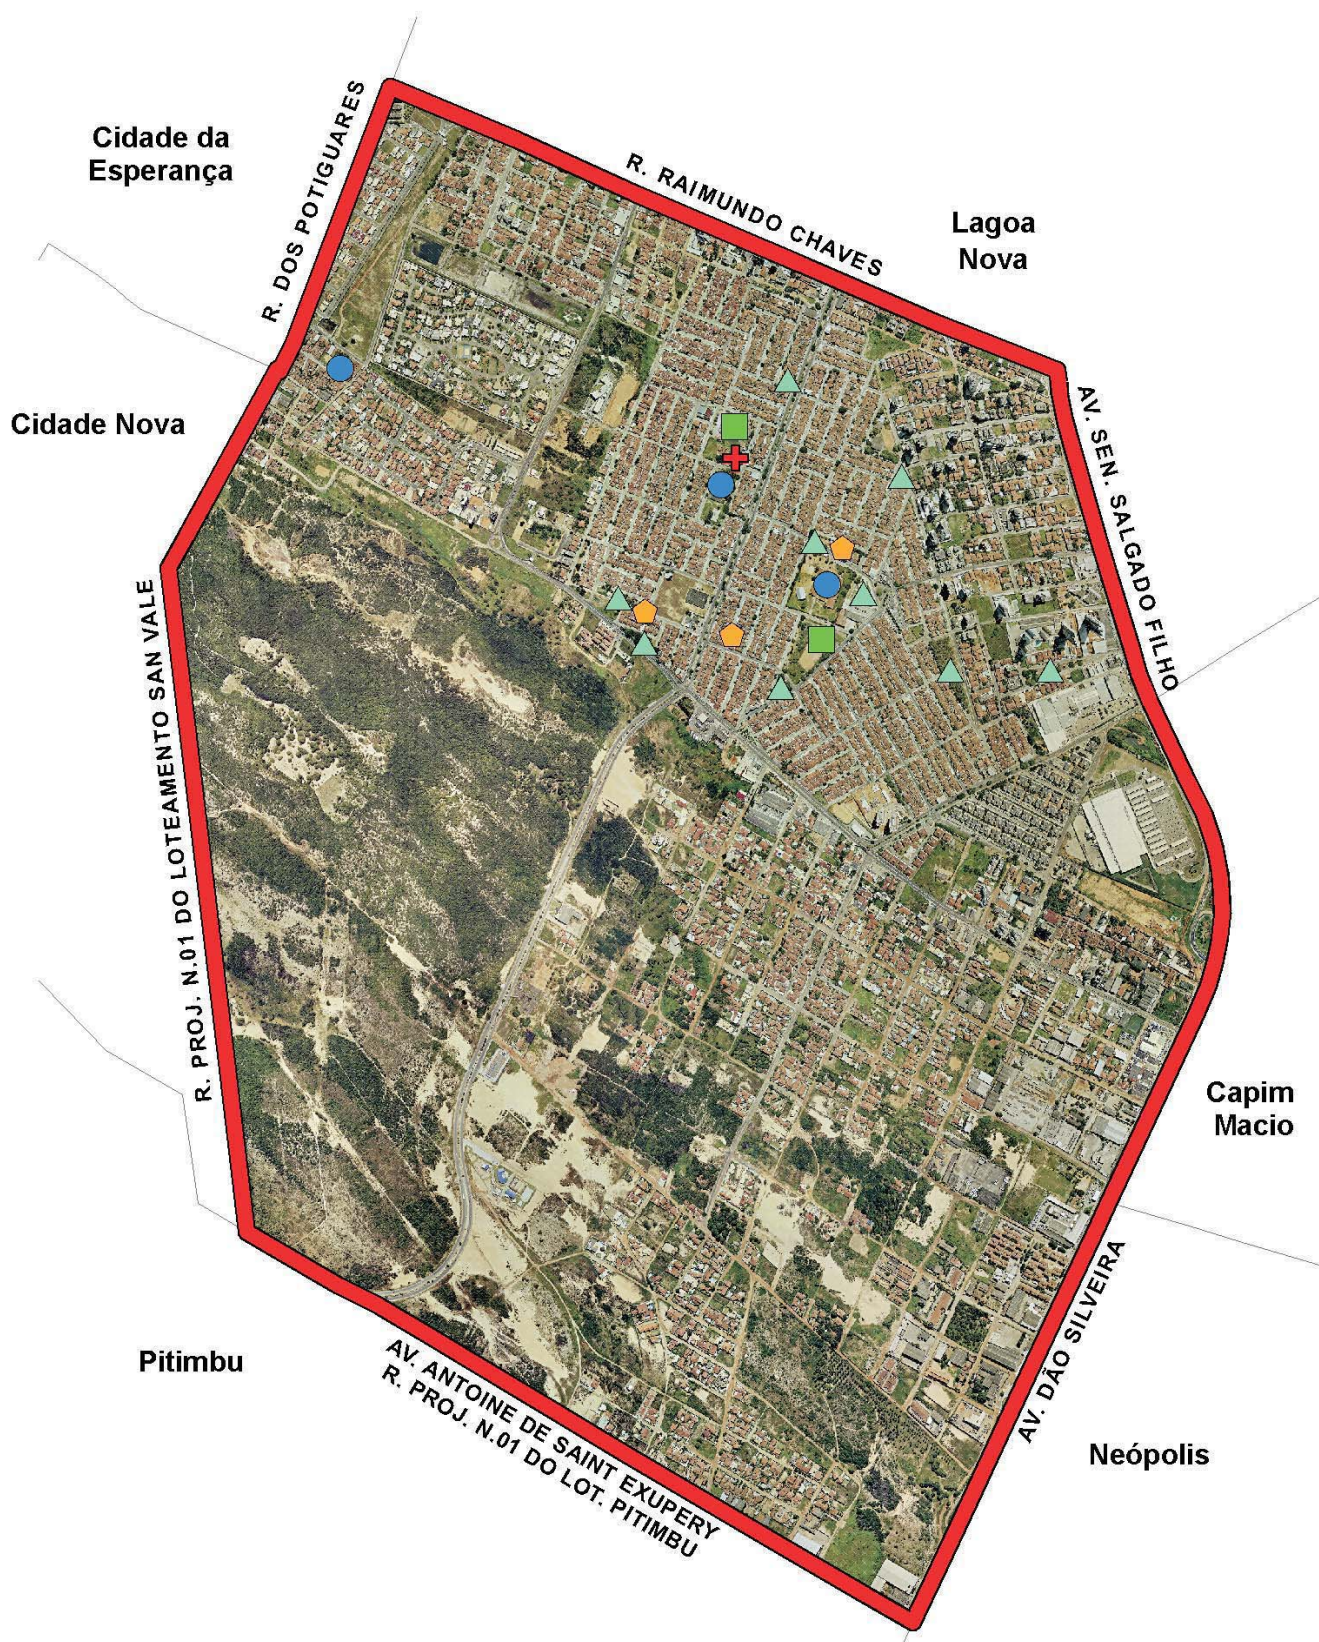 Cidade da
Esperança
R. DOS POTIGUARES
R. RAIMUNDO CHAVES
Lagoa
Nova
Cidade Nova
AV. SEN. SALGADO FILHO
R. PROJ. N.01 DO LOTEAMENTO SAN VALE
Capim
Macio
Pitimbu
AV. ANTOINE DE SAINT EXUPERY
R. PROJ. N.01 DO LOT. PITIMBU
AV. DÃO SILVEIRA
Neópolis